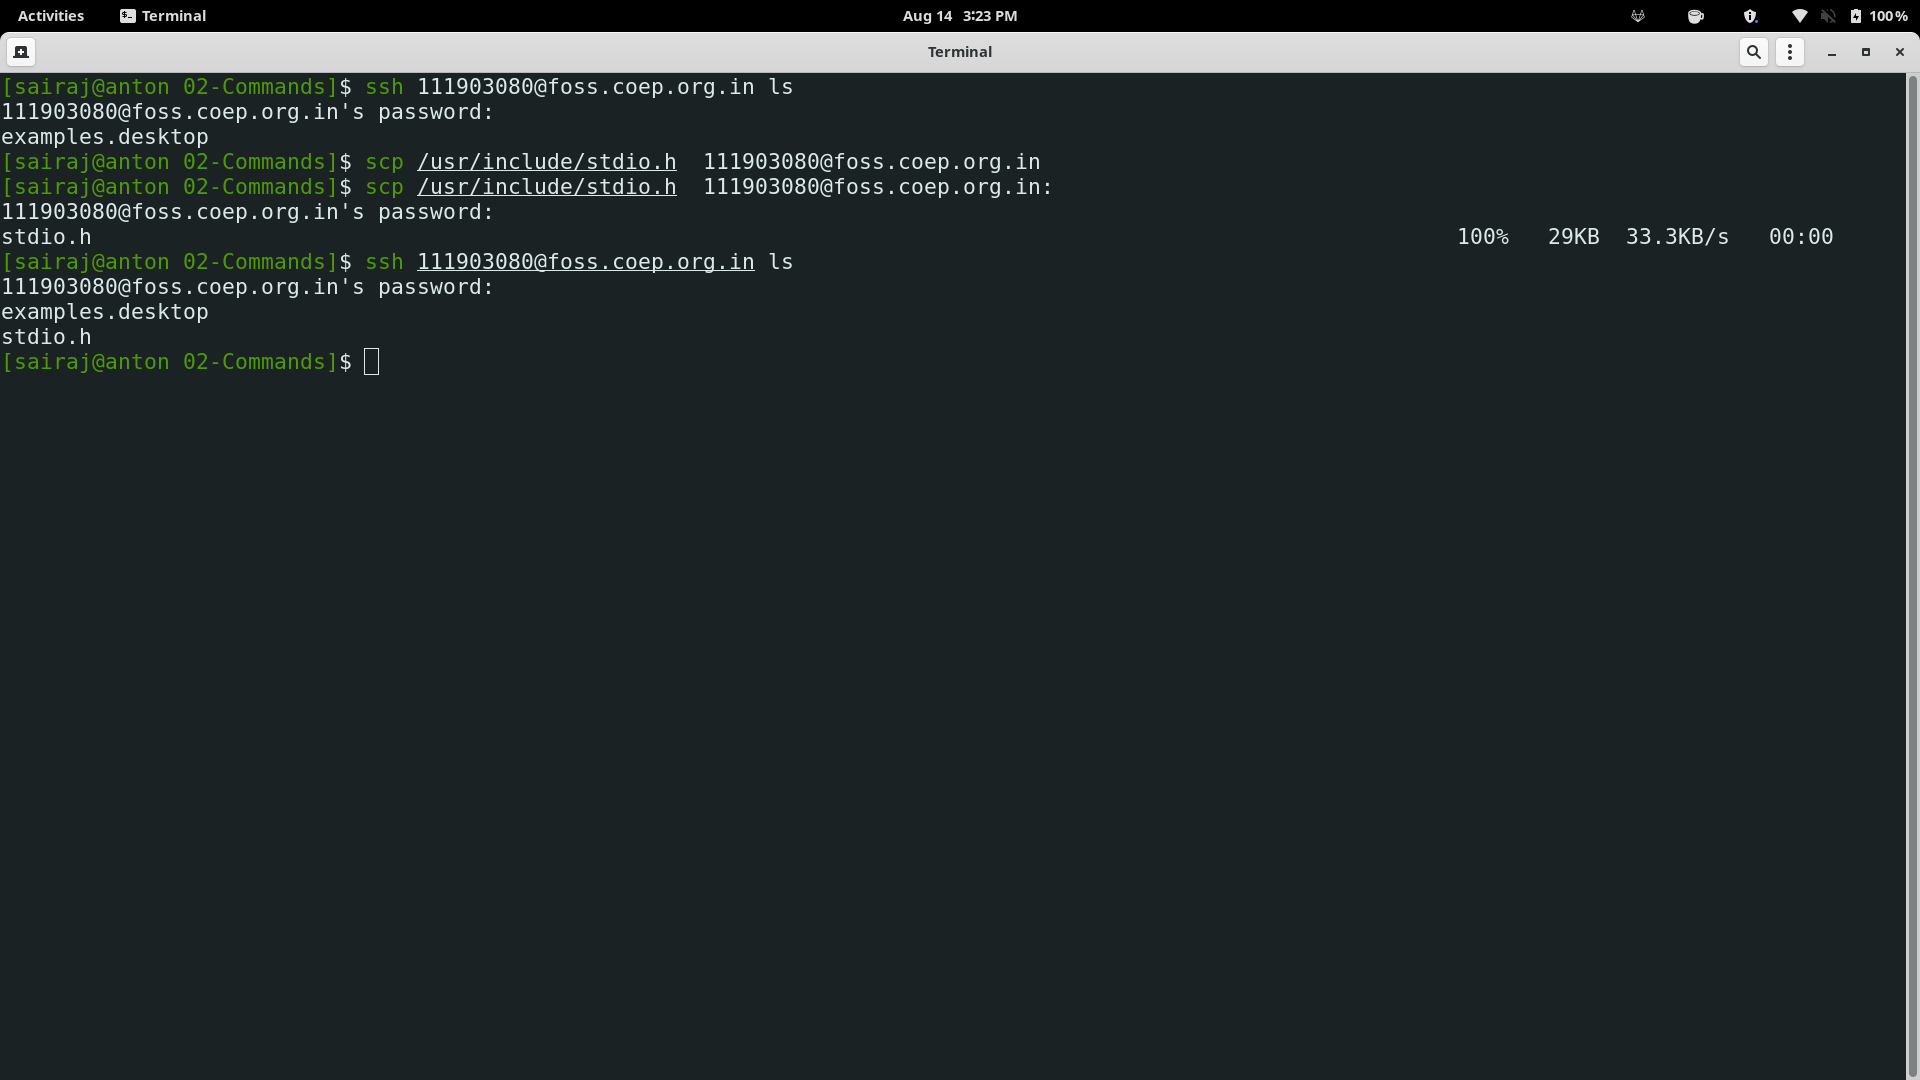 Activities Terminal Aug 14 3:23 PM 100%
Terminal
[sairaj@anton 02-Commands]$ ssh 111903080@foss.coep.org.in ls
111903080@foss.coep.org.in's password:
examples.desktop
[sairaj@anton 02-Commands]$ scp /usr/include/stdio.h  111903080@foss.coep.org.in
[sairaj@anton 02-Commands]$ scp /usr/include/stdio.h  111903080@foss.coep.org.in:
111903080@foss.coep.org.in's password:
stdio.h 100% 29KB 33.3KB/s 00:00
[sairaj@anton 02-Commands]$ ssh 111903080@foss.coep.org.in ls
111903080@foss.coep.org.in's password:
examples.desktop
stdio.h
[sairaj@anton 02-Commands]$